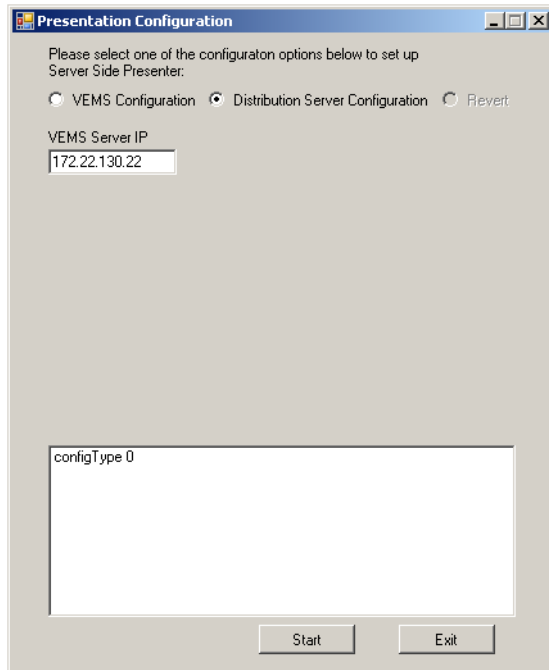 Presentation Configuration
Please select one of the configuraton options below to set up
Server Side Presenter:
VEMS Configuration Distribution Server Configuration Revert
VEMS Server IP
172.22.130.22
configType 0
Start Exit